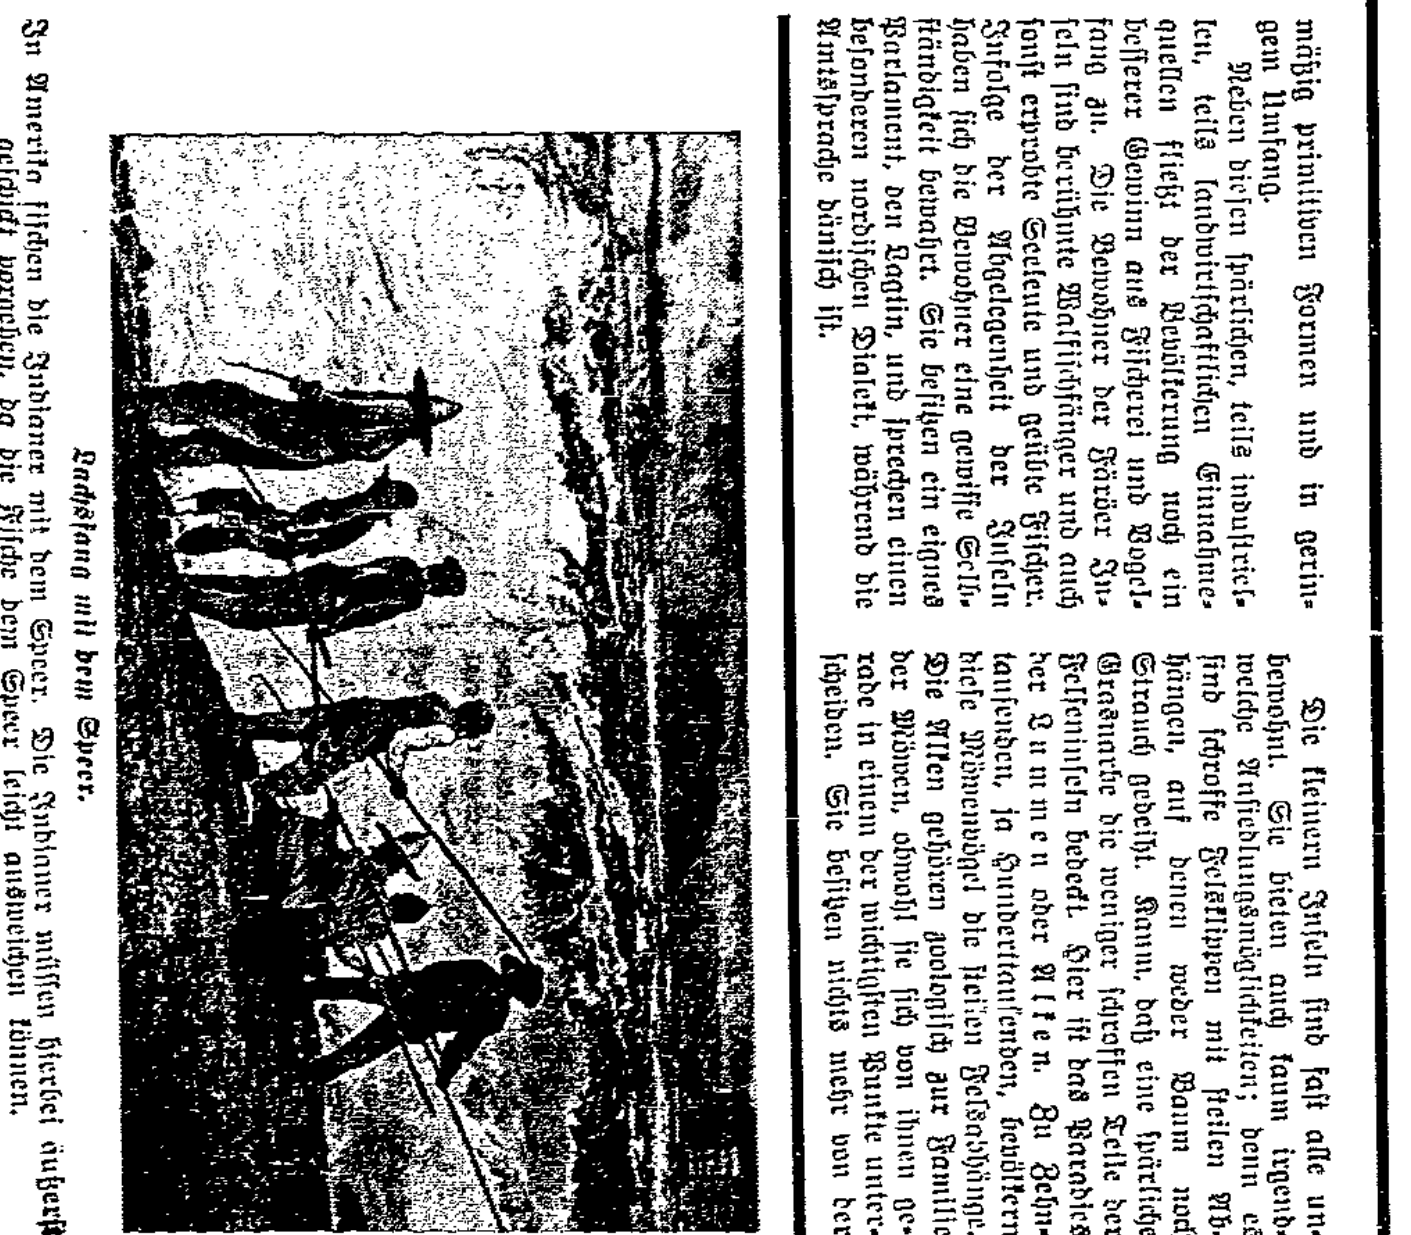 mäßig primitiven Formen und in gerin-
gem Umfang.
Neben diesen spärlichen, teils industriel-
len, teils landwirtschaftlichen Einnahme-
quellen fließt der Bevölkerung noch ein
besserer Gewinn aus Fischerei und Vogel-
fang zu. Die Bewohner der Färöer In-
seln sind berühmte Walfischfänger und auch
sonst erprobte Seeleute und geübte Fischer.
Infolge der Abgelegenheit der Inseln
haben sich die Bewohner eine gewisse Selb-
ständigkeit bewahrt. Sie besitzen ein eignes
Parlament, den Lagtin, und sprechen einen
besonderen nordischen Dialekt, während die
Amtssprache dänisch ist.
Die kleinern Inseln sind fast alle un-
bewohnt. Sie bieten auch kaum irgend-
welche Ansiedlungsmöglichkeiten; denn es
sind schroffe Felsklippen mit steilen Ab-
hängen, auf denen weder Baum noch
Strauch gedeiht. Kaum, daß eine spärliche
Grasnarbe die weniger schroffen Teile der
Felseninseln bedeckt. Hier ist das Paradies
der Lummen oder Alken. Zu Zehn-
tausenden, ja Hunderttausenden, bevölkern
diese Möwenvögel die steilen Felsabhänge.
Die Alken gehören zoologisch zur Familie
der Möwen, obwohl sie sich von ihnen ge-
rade in einem der wichtigsten Punkte unter-
scheiden. Sie besitzen nichts mehr von der
Lachsfang mit dem Speer.
In Amerika fischen die Indianer mit dem Speer. Die Indianer müssen hierbei äußerst
geschickt vorgehen, da die Fische dem Speer leicht ausweichen können.